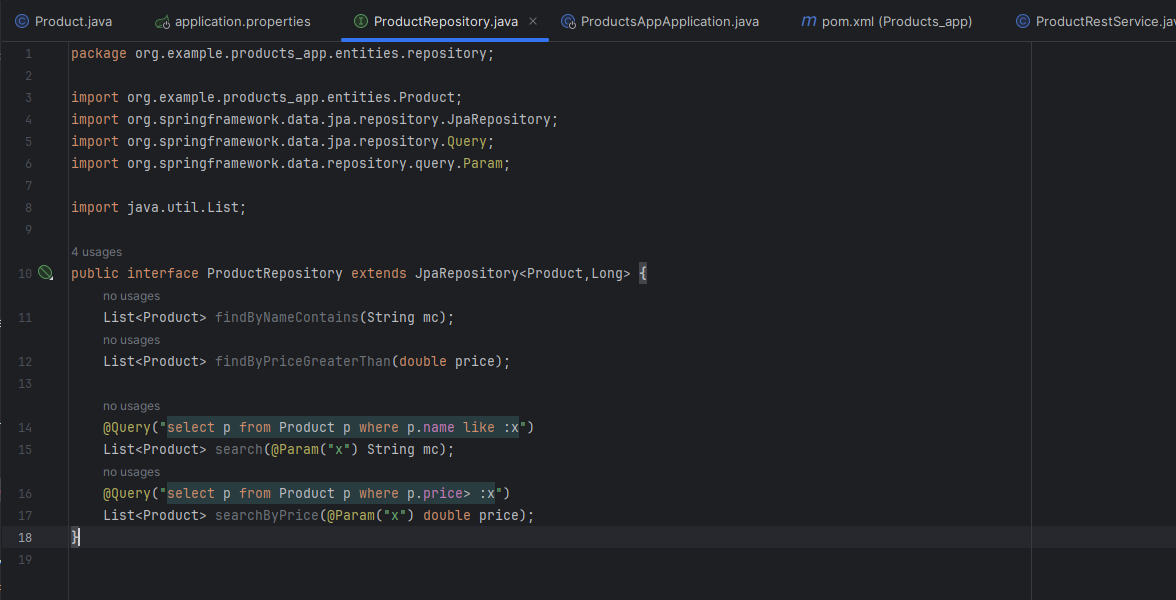 Product.java application.properties ProductRepository.java × ProductsAppApplication.java m pom.xml (Products_app) ProductRestService.jav
1 package org.example.products_app.entities.repository;
2
3 import org.example.products_app.entities.Product;
4 import org.springframework.data.jpa.repository.JpaRepository;
5 import org.springframework.data.jpa.repository.Query;
6 import org.springframework.data.repository.query.Param;
7
8 import java.util.List;
9
4 usages
10 public interface ProductRepository extends JpaRepository<Product,Long> {
no usages
11 List<Product> findByNameContains(String mc);
no usages
12 List<Product> findByPriceGreaterThan(double price);
13
no usages
14 @Query("select p from Product p where p.name like :x")
15 List<Product> search(@Param("x") String mc);
no usages
16 @Query("select p from Product p where p.price> :x")
17 List<Product> searchByPrice(@Param("x") double price);
18 }
19